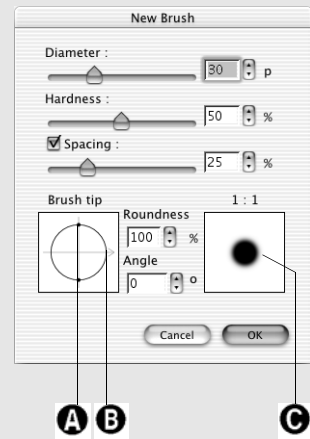 New Brush
Diameter :
30 p
Hardness :
50 %
Spacing :
25 %
Brush tip
1 : 1
Roundness
100 %
Angle
0 o
Cancel OK
A B C